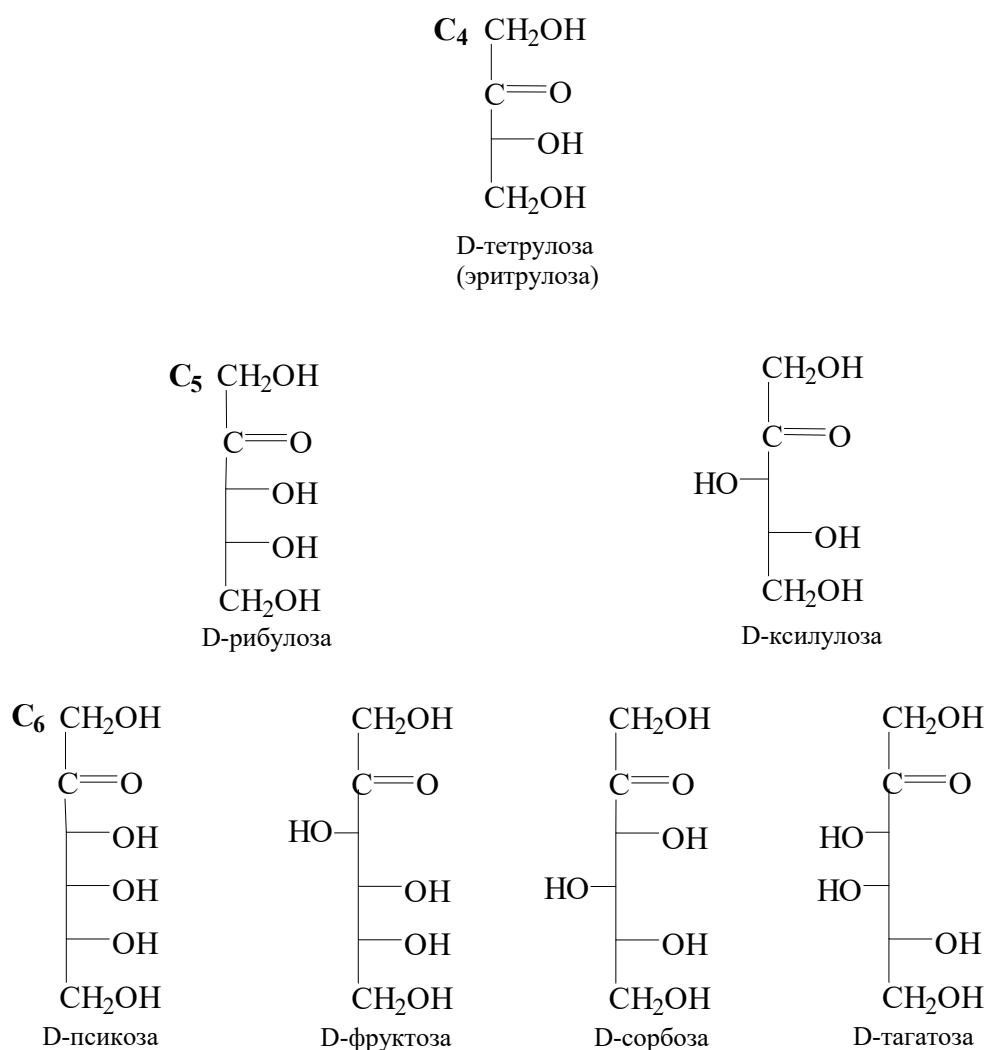 C4 CH2OH
C=O
OH
CH2OH
D-тетрулоза
(эритрулоза)
C5 CH2OH
C=O
OH
OH
CH2OH
D-рибулоза
CH2OH
C=O
HO
OH
CH2OH
D-ксилулоза
C6 CH2OH
C=O
OH
OH
OH
CH2OH
D-псикоза
CH2OH
C=O
HO
OH
OH
CH2OH
D-фруктоза
CH2OH
C=O
OH
HO
OH
CH2OH
D-сорбоза
CH2OH
C=O
HO
HO
OH
CH2OH
D-тагатоза